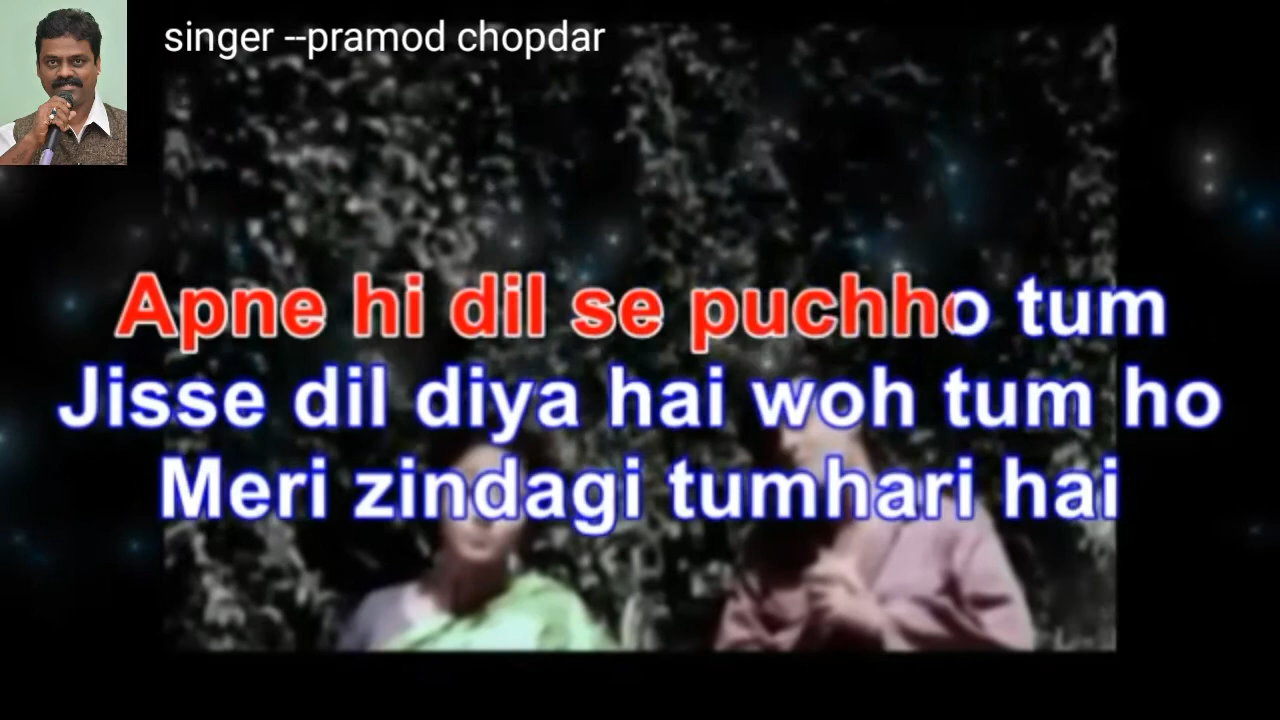 singer --pramod chopdar
Apne hi dil se puchho tum
Jisse dil diya hai woh tum ho
Meri zindagi tumhari hai